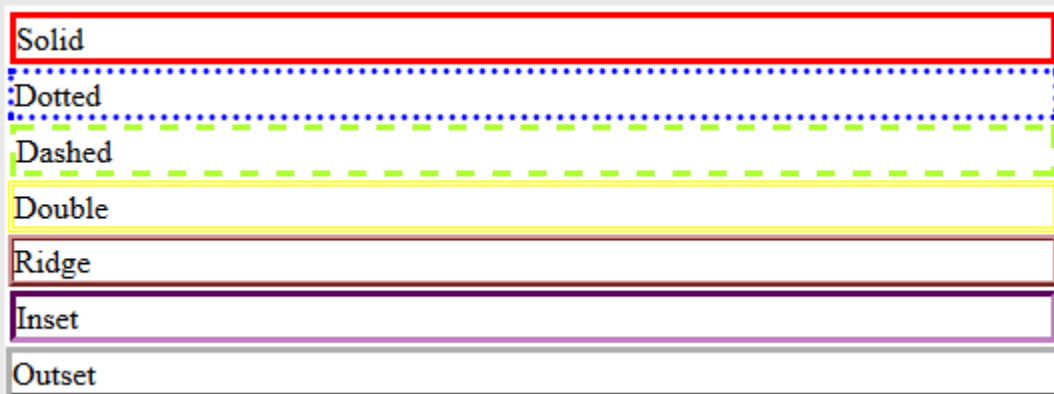 Solid
Dotted
Dashed
Double
Ridge
Inset
Outset